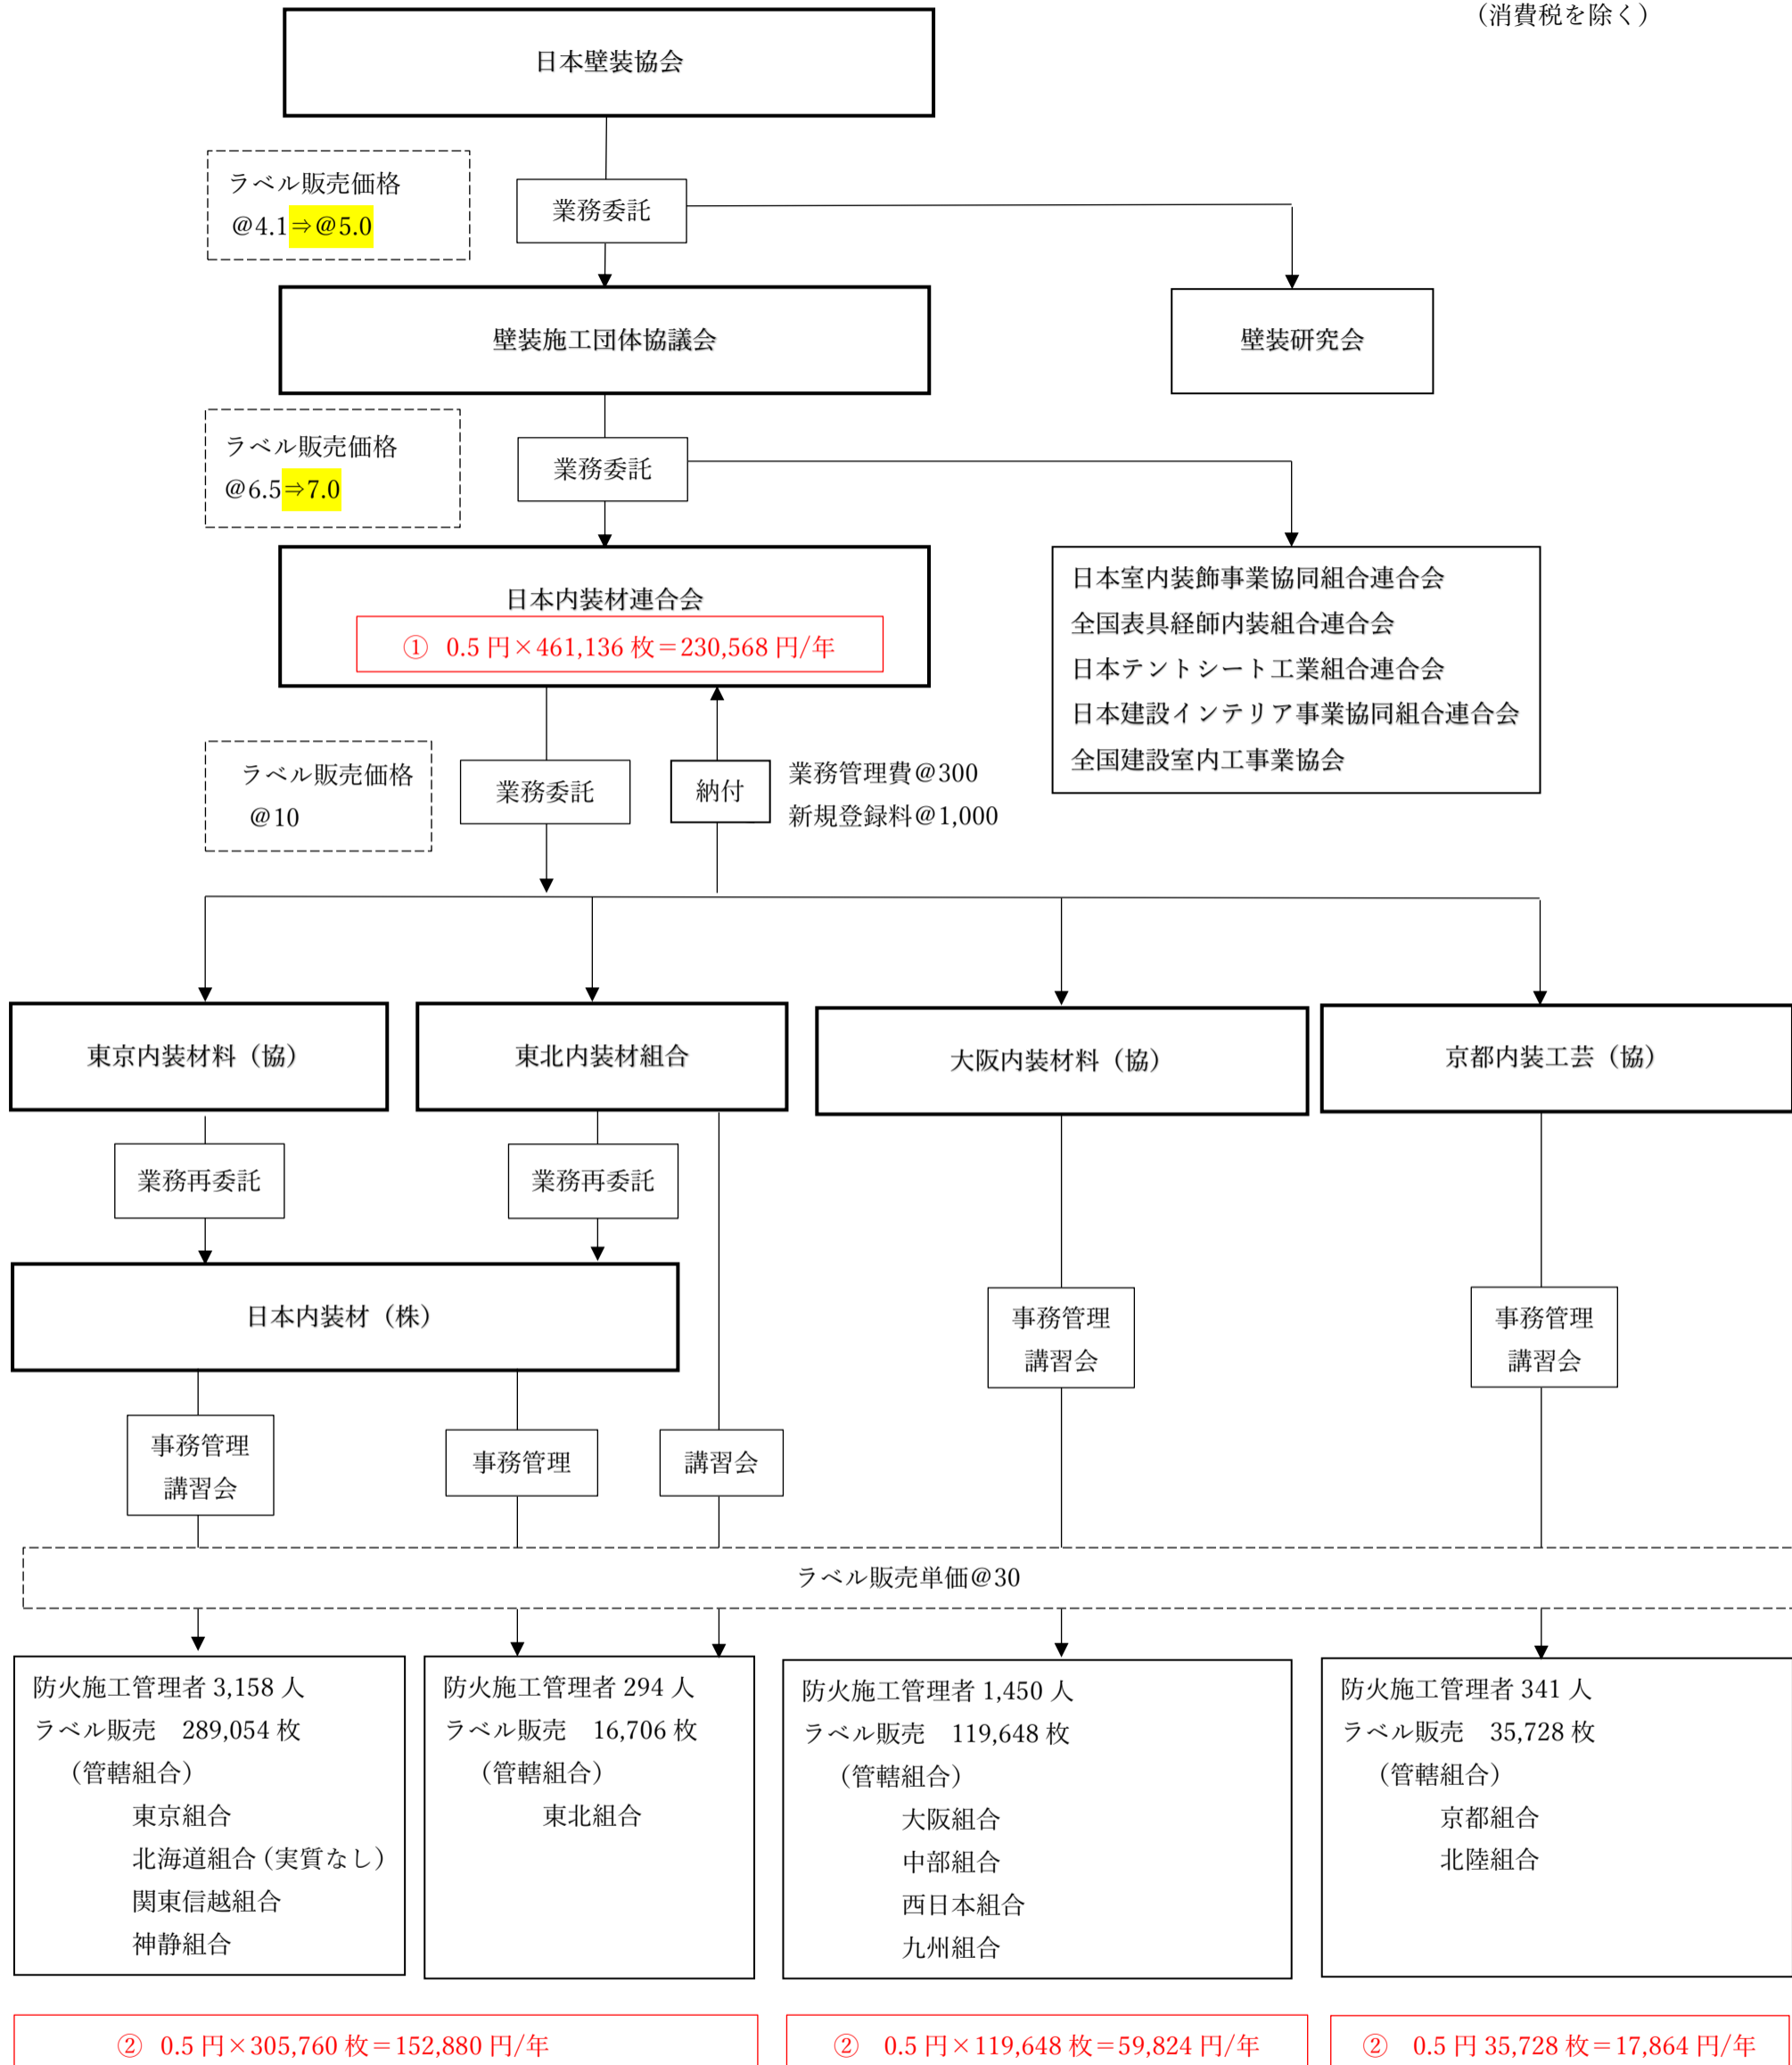 （消費税を除く）
日本壁装協会
ラベル販売価格
@4.1⇒@5.0
業務委託
壁装施工団体協議会
壁装研究会
ラベル販売価格
@6.5⇒7.0
業務委託
日本内装材連合会
① 0.5 円×461,136 枚＝230,568 円/年
日本室内装飾事業協同組合連合会
全国表具経師内装組合連合会
日本テントシート工業組合連合会
日本建設インテリア事業協同組合連合会
全国建設室内工事業協会
ラベル販売価格
@10
業務委託
納付
業務管理費@300
新規登録料@1,000
東京内装材料（協）
東北内装材組合
大阪内装材料（協）
京都内装工芸（協）
業務再委託
業務再委託
日本内装材（株）
事務管理
講習会
事務管理
講習会
事務管理
講習会
事務管理
講習会
ラベル販売単価@30
防火施工管理者 3,158 人
ラベル販売　289,054 枚
（管轄組合）
東京組合
北海道組合（実質なし）
関東信越組合
神静組合
防火施工管理者 294 人
ラベル販売　16,706 枚
（管轄組合）
東北組合
防火施工管理者 1,450 人
ラベル販売　119,648 枚
（管轄組合）
大阪組合
中部組合
西日本組合
九州組合
防火施工管理者 341 人
ラベル販売　35,728 枚
（管轄組合）
京都組合
北陸組合
② 0.5 円×305,760 枚＝152,880 円/年
② 0.5 円×119,648 枚＝59,824 円/年
② 0.5 円 35,728 枚＝17,864 円/年